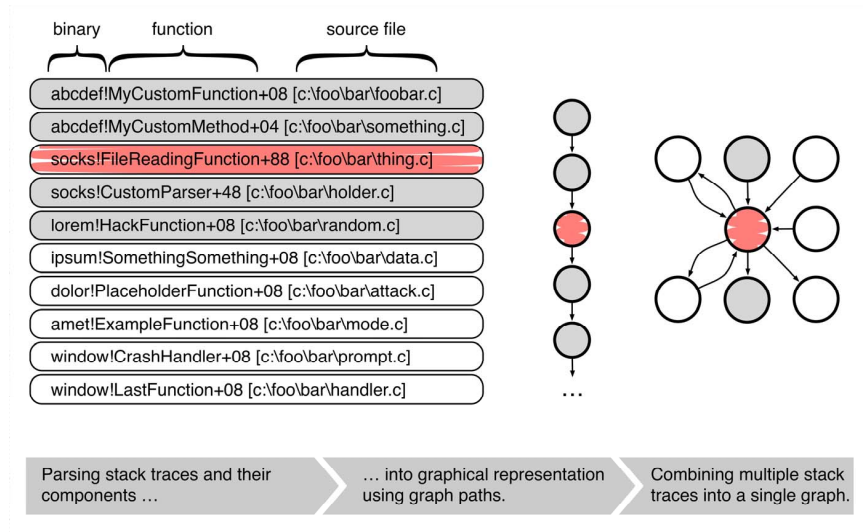 binary function source file
abcdef!MyCustomFunction+08 [c:\foo\bar\foobar.c]
abcdef!MyCustomMethod+04 [c:\foo\bar\something.c]
socks!FileReadingFunction+88 [c:\foo\bar\thing.c]
socks!CustomParser+48 [c:\foo\bar\holder.c]
lorem!HackFunction+08 [c:\foo\bar\random.c]
ipsum!SomethingSomething+08 [c:\foo\bar\data.c]
dolor!PlaceholderFunction+08 [c:\foo\bar\attack.c]
amet!ExampleFunction+08 [c:\foo\bar\mode.c]
window!CrashHandler+08 [c:\foo\bar\prompt.c]
window!LastFunction+08 [c:\foo\bar\handler.c]
...
Parsing stack traces and their
components ...
... into graphical representation
using graph paths.
Combining multiple stack
traces into a single graph.